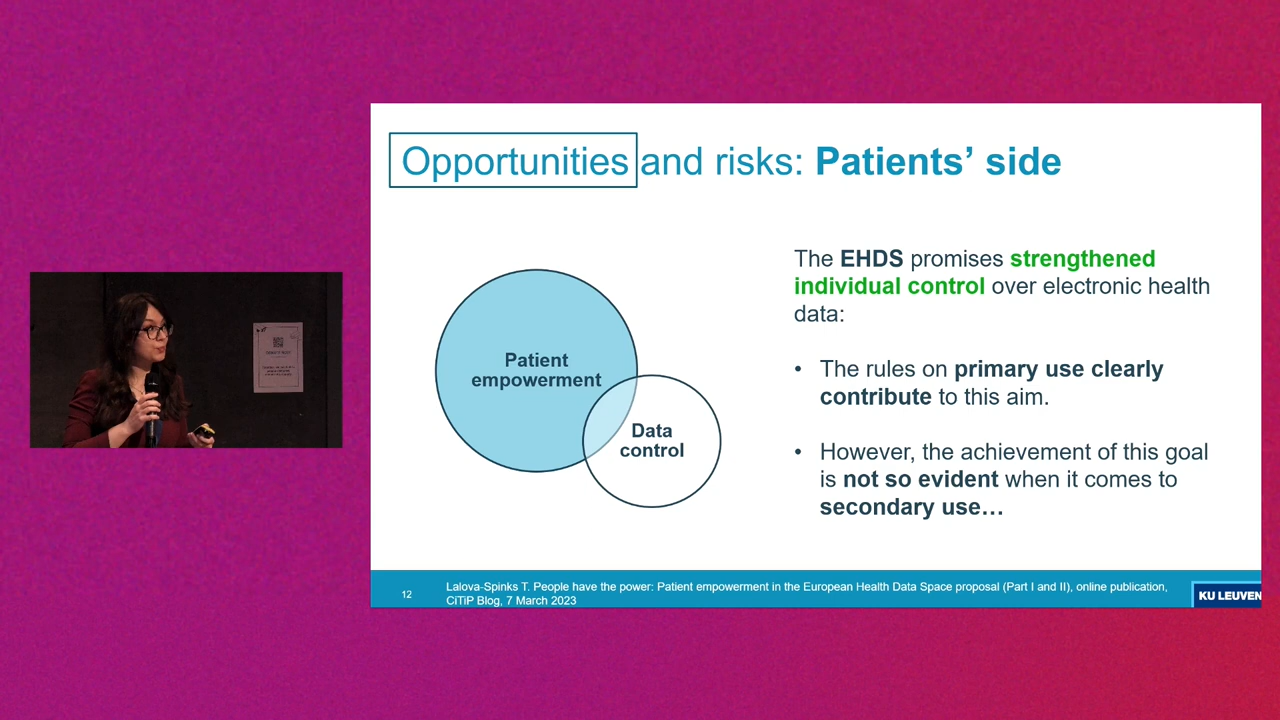 Opportunities and risks: Patients’ side
Patient
empowerment
Data
control
The EHDS promises strengthened
individual control over electronic health
data:
• The rules on primary use clearly
contribute to this aim.
• However, the achievement of this goal
is not so evident when it comes to
secondary use…
12
Lalova-Spinks T. People have the power: Patient empowerment in the European Health Data Space proposal (Part I and II), online publication,
CiTiP Blog, 7 March 2023
KU LEUVEN